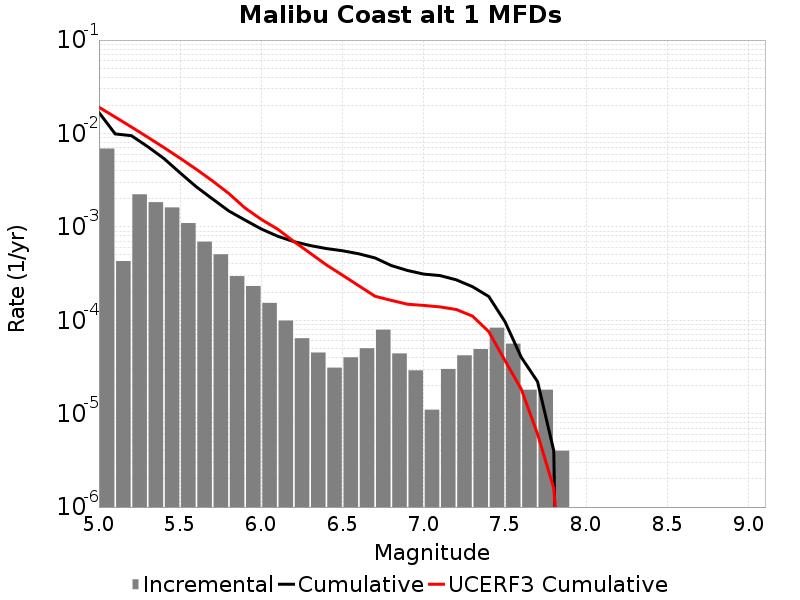 Malibu Coast alt 1 MFDs
10-1
10-2
10-3
10-4
10-5
10-6
Rate (1/yr)
5.0 5.5 6.0 6.5 7.0 7.5 8.0 8.5 9.0
Magnitude
Incremental Cumulative UCERF3 Cumulative